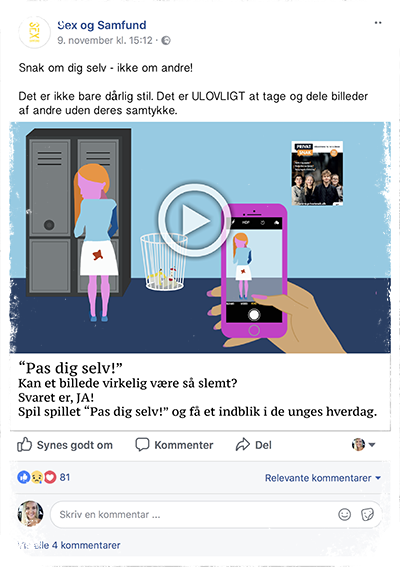 SEX!
Sex og Samfund
9. november kl. 15:12
Snak om dig selv - ikke om andre!
Det er ikke bare dårlig stil. Det er ULOVLIGT at tage og dele billeder
af andre uden deres samtykke.
PRIVAT
HDR
“Pas dig selv!”
Kan et billede virkelig være så slemt?
Svaret er, JA!
Spil spillet “Pas dig selv!” og få et indblik i de unges hverdag.
Synes godt om
Kommenter
Del
81
Relevante kommentarer
Skriv en kommentar ...
Vis alle 4 kommentarer